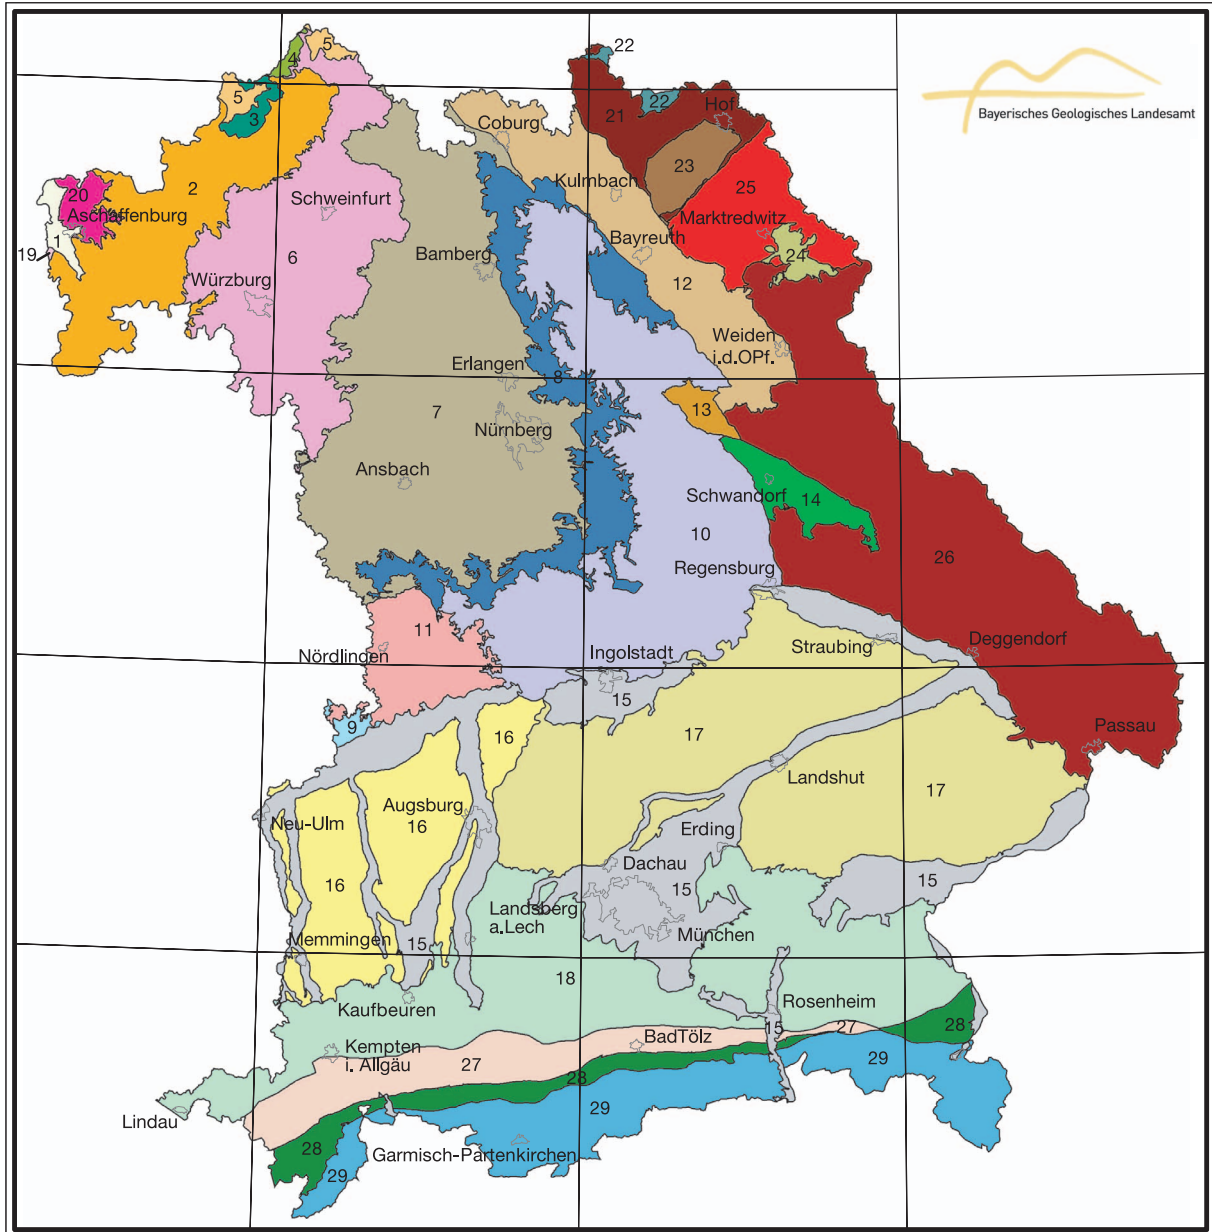 5
22
4
5
22
Hof
3
21
Coburg
Bayerisches Geologisches Landesamt
23
Kulmbach
25
20
2
Schweinfurt
Aschaffenburg
Marktredwitz
1
Bayreuth
19
6
Bamberg
24
Würzburg
12
Weiden
i.d.OPf.
Erlangen
8
7
13
Nürnberg
Ansbach
Schwandorf
14
10
26
Regensburg
11
Straubing
Deggendorf
Nördlingen
Ingolstadt
15
9
16
17
Passau
Landshut
17
Augsburg
16
Neu-Ulm
Erding
Dachau
16
15
15
Landsberg
a.Lech
München
Memmingen
15
18
Kaufbeuren
Rosenheim
15
27
28
BadTölz
Kempten
i. Allgäu
27
29
28
29
Lindau
28
Garmisch-Partenkirchen
29